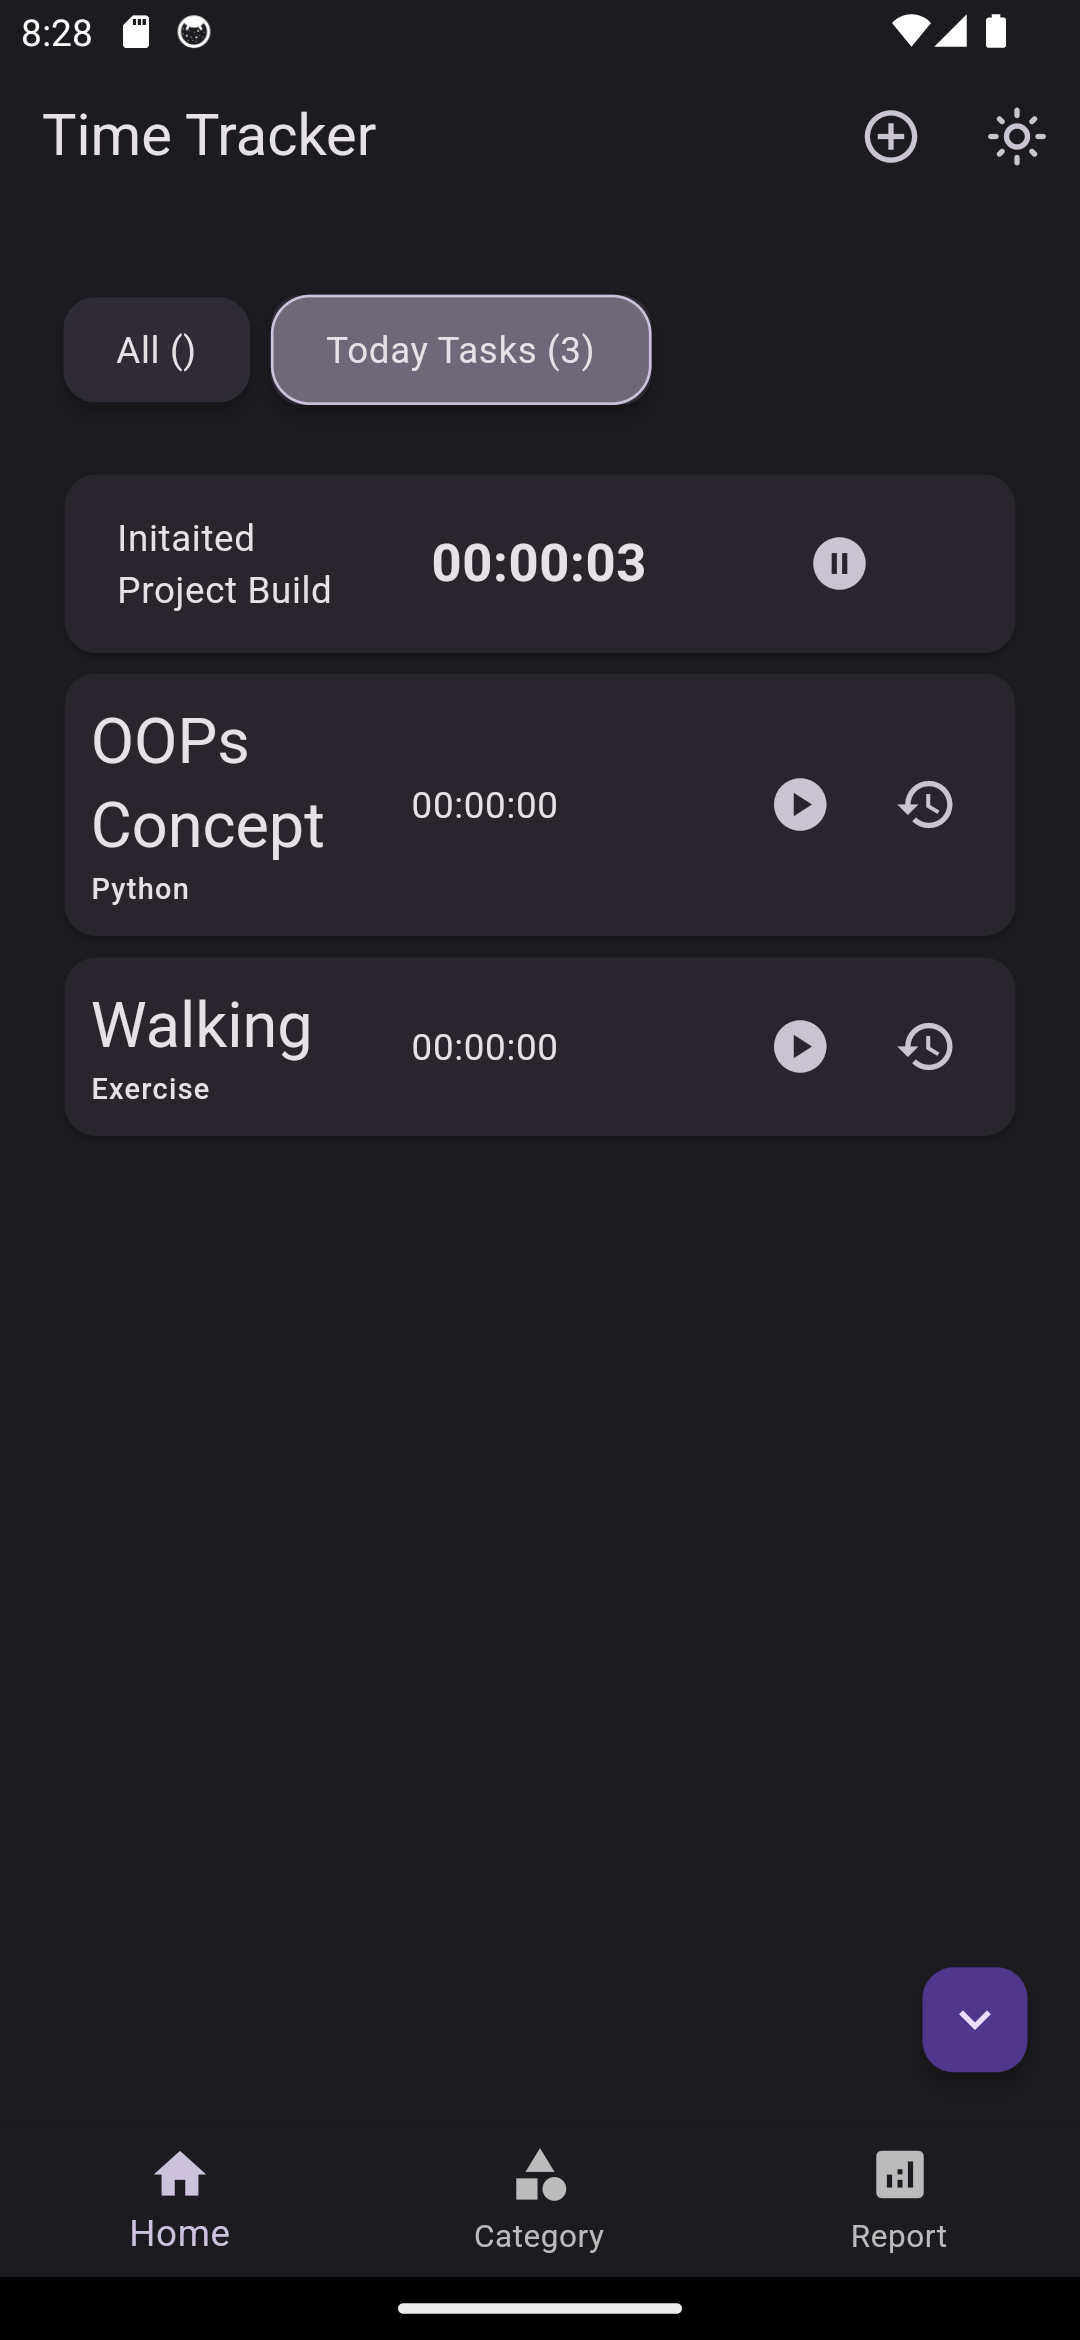 8:28
Time Tracker
All ()
Today Tasks (3)
Initaited
Project Build
00:00:03
OOPs
Concept
Python
00:00:00
Walking
Exercise
00:00:00
Home
Category
Report